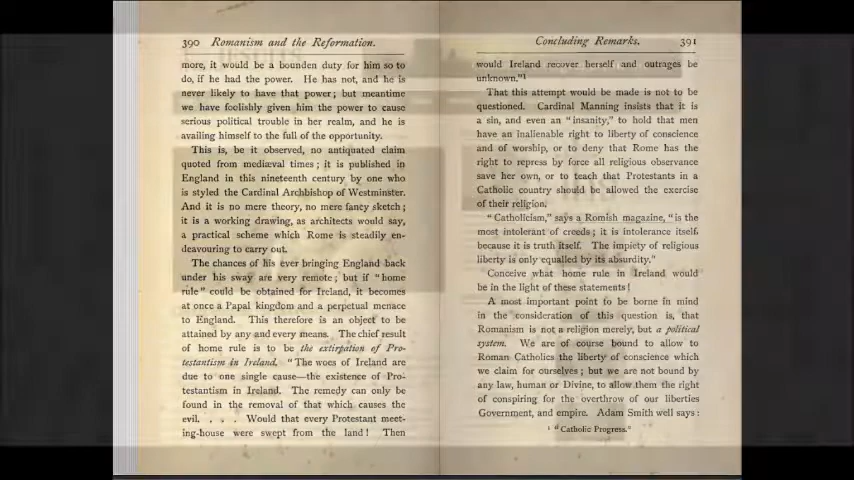 390 Romanism and the Reformation.
more, it would be a bounden duty for him so to
do, if he had the power. He has not, and he is
never likely to have that power; but meantime
we have foolishly given him the power to cause
serious political trouble in her realm, and he is
availing himself to the full of the opportunity.
This is, be it observed, no antiquated claim
quoted from mediæval times; it is published in
England in this nineteenth century by one who
is styled the Cardinal Archbishop of Westminster.
And it is no mere theory, no mere fancy sketch;
it is a working drawing, as architects would say,
a practical scheme which Rome is steadily en-
deavouring to carry out.
The chances of his ever bringing England back
under his sway are very remote; but if "home
rule" could be obtained for Ireland, it becomes
at once a Papal kingdom and a perpetual menace
to England. This therefore is an object to be
attained by any and every means. The chief result
of home rule is to be the extirpation of Pro-
testantism in Ireland. "The woes of Ireland are
due to one single cause—the existence of Pro-
testantism in Ireland. The remedy can only be
found in the removal of that which causes the
evil. . . . Would that every Protestant meet-
ing-house were swept from the land! Then
Concluding Remarks. 391
would Ireland recover herself and outrages be
unknown."1
That this attempt would be made is not to be
questioned. Cardinal Manning insists that it is
a sin, and even an "insanity," to hold that men
have an inalienable right to liberty of conscience
and of worship, or to deny that Rome has the
right to repress by force all religious observance
save her own, or to teach that Protestants in a
Catholic country should be allowed the exercise
of their religion.
"Catholicism," says a Romish magazine, "is the
most intolerant of creeds; it is intolerance itself,
because it is truth itself. The impiety of religious
liberty is only equalled by its absurdity."
Conceive what home rule in Ireland would
be in the light of these statements!
A most important point to be borne in mind
in the consideration of this question is, that
Romanism is not a religion merely, but a political
system. We are of course bound to allow to
Roman Catholics the liberty of conscience which
we claim for ourselves; but we are not bound by
any law, human or Divine, to allow them the right
of conspiring for the overthrow of our liberties
Government, and empire. Adam Smith well says:
1 "Catholic Progress."